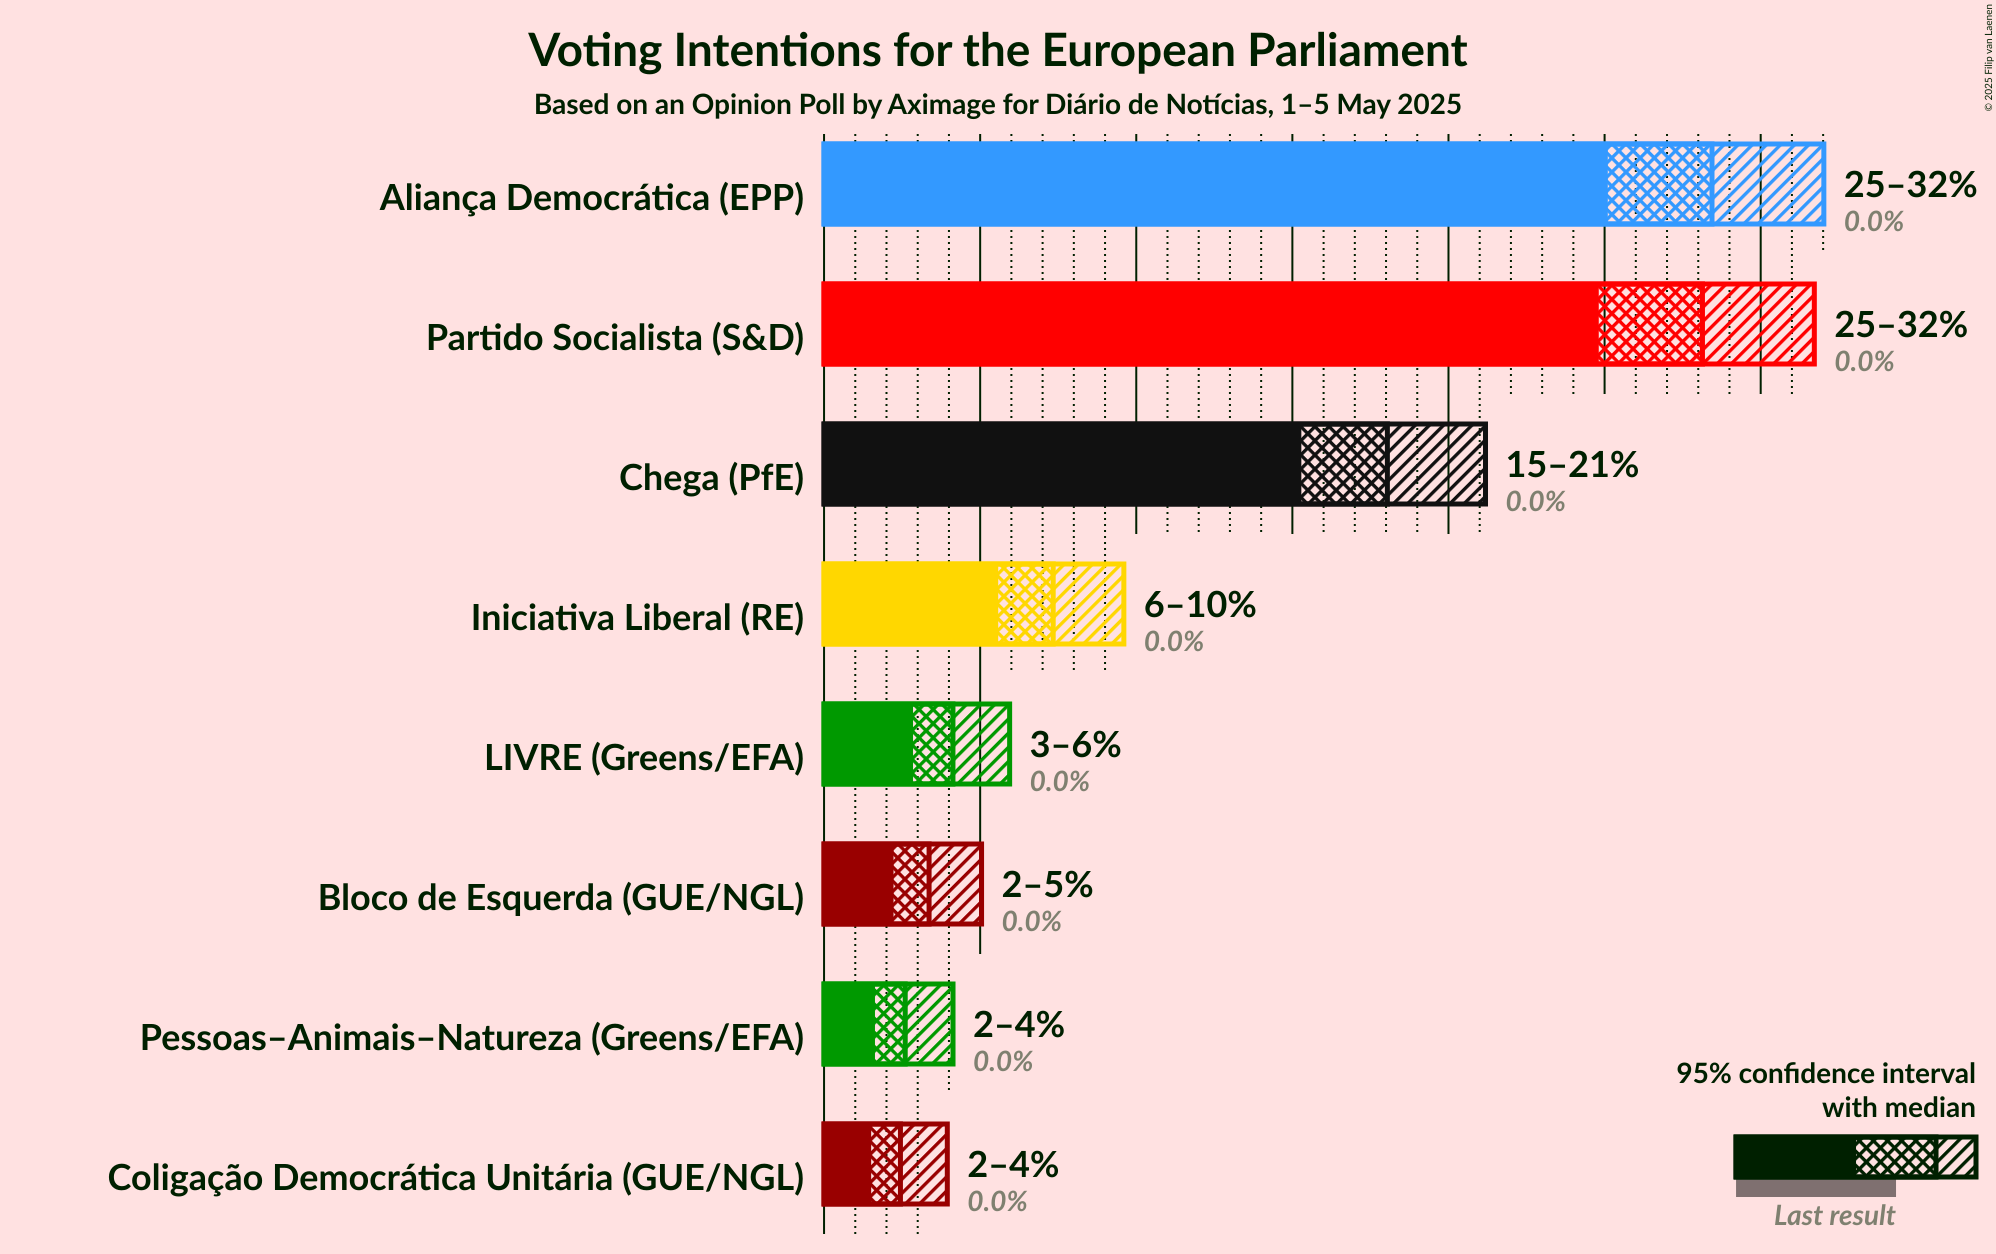 Voting Intentions for the European Parliament
Based on an Opinion Poll by Aximage for Diário de Notícias, 1–5 May 2025
© 2025 Filip van Laenen
Aliança Democrática (EPP)
25–32%
0.0%
Partido Socialista (S&D)
25–32%
0.0%
Chega (PfE)
15–21%
0.0%
Iniciativa Liberal (RE)
6–10%
0.0%
LIVRE (Greens/EFA)
3–6%
0.0%
Bloco de Esquerda (GUE/NGL)
2–5%
0.0%
Pessoas–Animais–Natureza (Greens/EFA)
2–4%
0.0%
Coligação Democrática Unitária (GUE/NGL)
2–4%
0.0%
95% confidence interval
with median
Last result